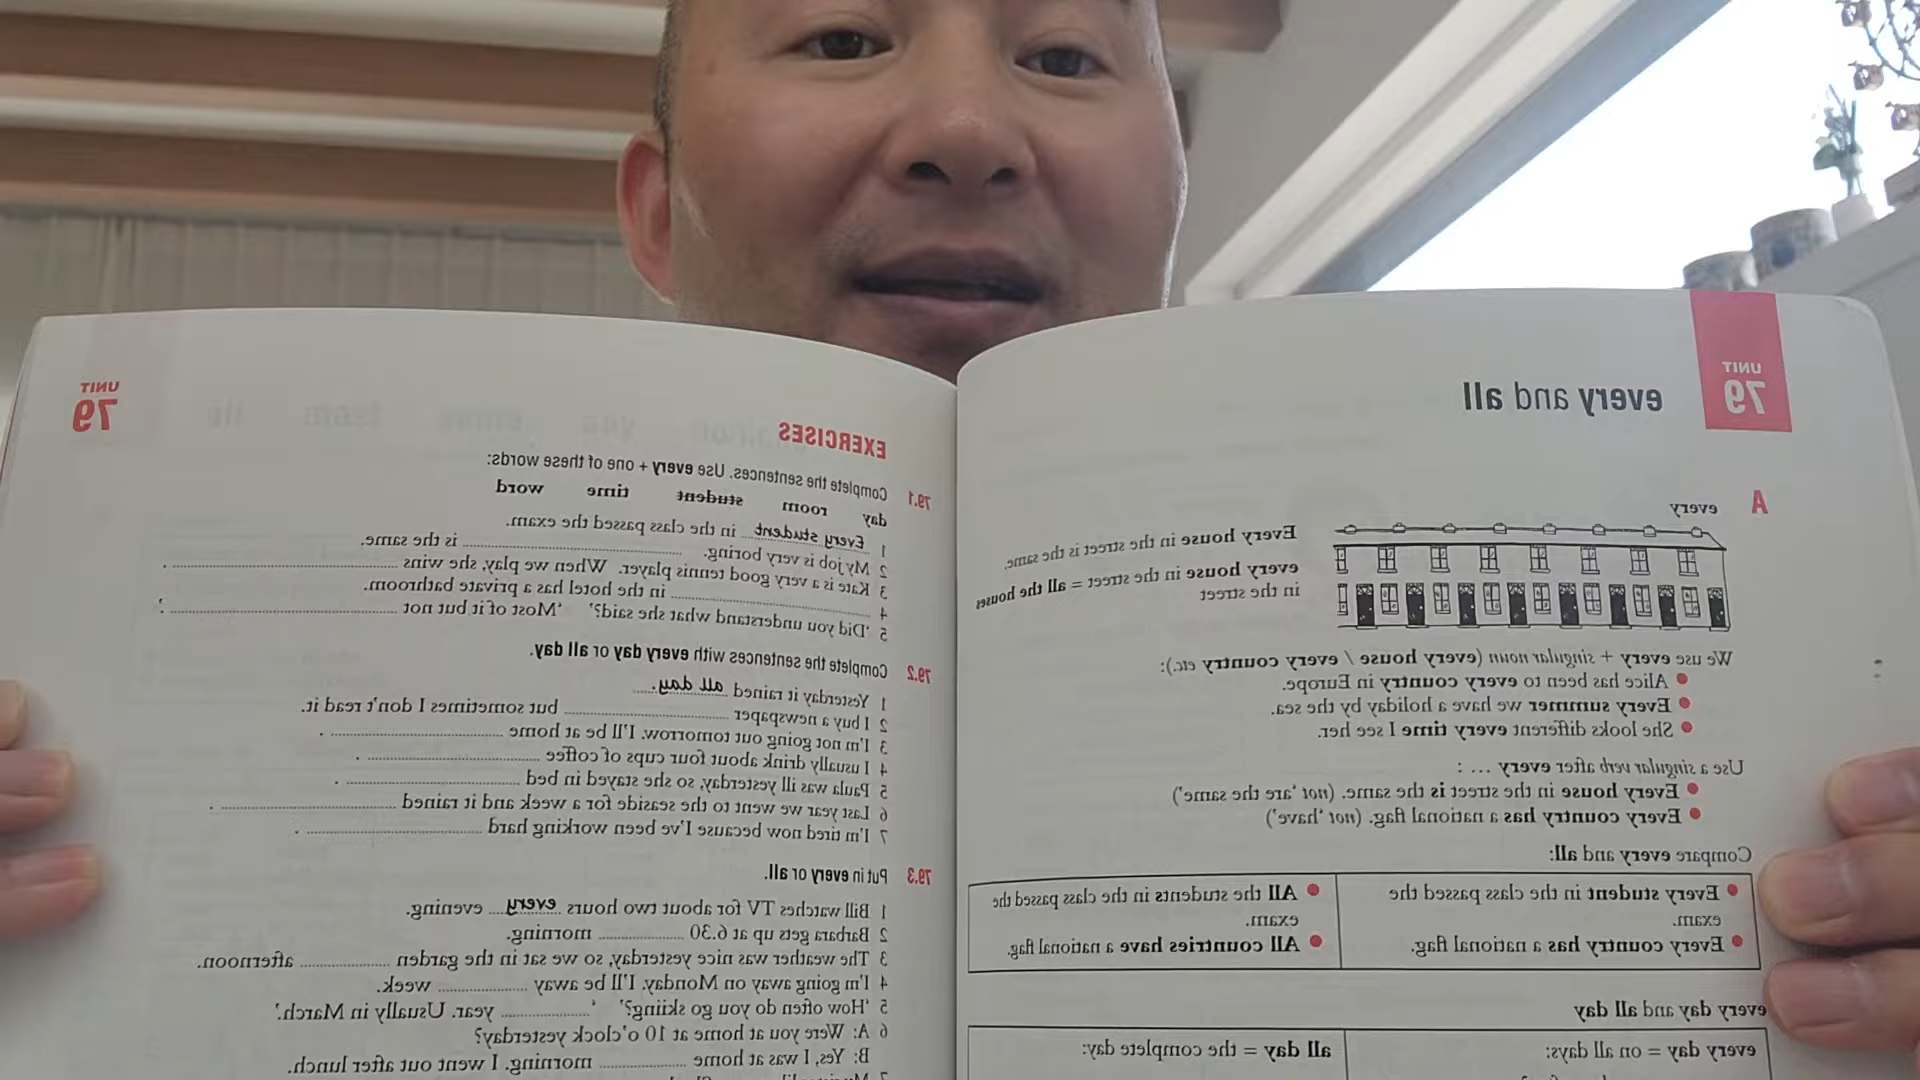 UNIT
79
every and all
A
every
Every house in the street is the same.
every house in the street = all the houses
in the street
We use every + singular noun (every house / every country etc):
Alice has been to every country in Europe.
Every summer we have a holiday by the sea.
She looks different every time I see her.
Use a singular verb after every ... :
Every house in the street is the same. (not 'are the same')
Every country has a national flag. (not 'have')
Compare every and all:
Every student in the class passed the
exam.
Every country has a national flag.
All the students in the class passed the
exam.
All countries have a national flag.
every day and all day
every day = on all days:
all day = the complete day:
UNIT
79
EXERCISES
79.1 Complete the sentences. Use every + one of these words:
day room student time word
1 Every student in the class passed the exam.
2 My job is very boring. is the same.
3 Kate is a very good tennis player. When we play, she wins .
4 in the hotel has a private bathroom.
5 'Did you understand what she said?' 'Most of it but not .'
79.2 Complete the sentences with every day or all day.
1 Yesterday it rained all day.
2 I buy a newspaper but sometimes I don't read it.
3 I'm not going out tomorrow. I'll be at home .
4 I usually drink about four cups of coffee .
5 Paula was ill yesterday, so she stayed in bed .
6 Last year we went to the seaside for a week and it rained .
7 I'm tired now because I've been working hard .
79.3 Put in every or all.
1 Bill watches TV for about two hours every evening.
2 Barbara gets up at 6.30 morning.
3 The weather was nice yesterday, so we sat in the garden afternoon.
4 I'm going away on Monday. I'll be away week.
5 'How often do you go skiing?' ' year. Usually in March.'
6 A: Were you at home at 10 o'clock yesterday?
B: Yes, I was at home morning. I went out after lunch.
7